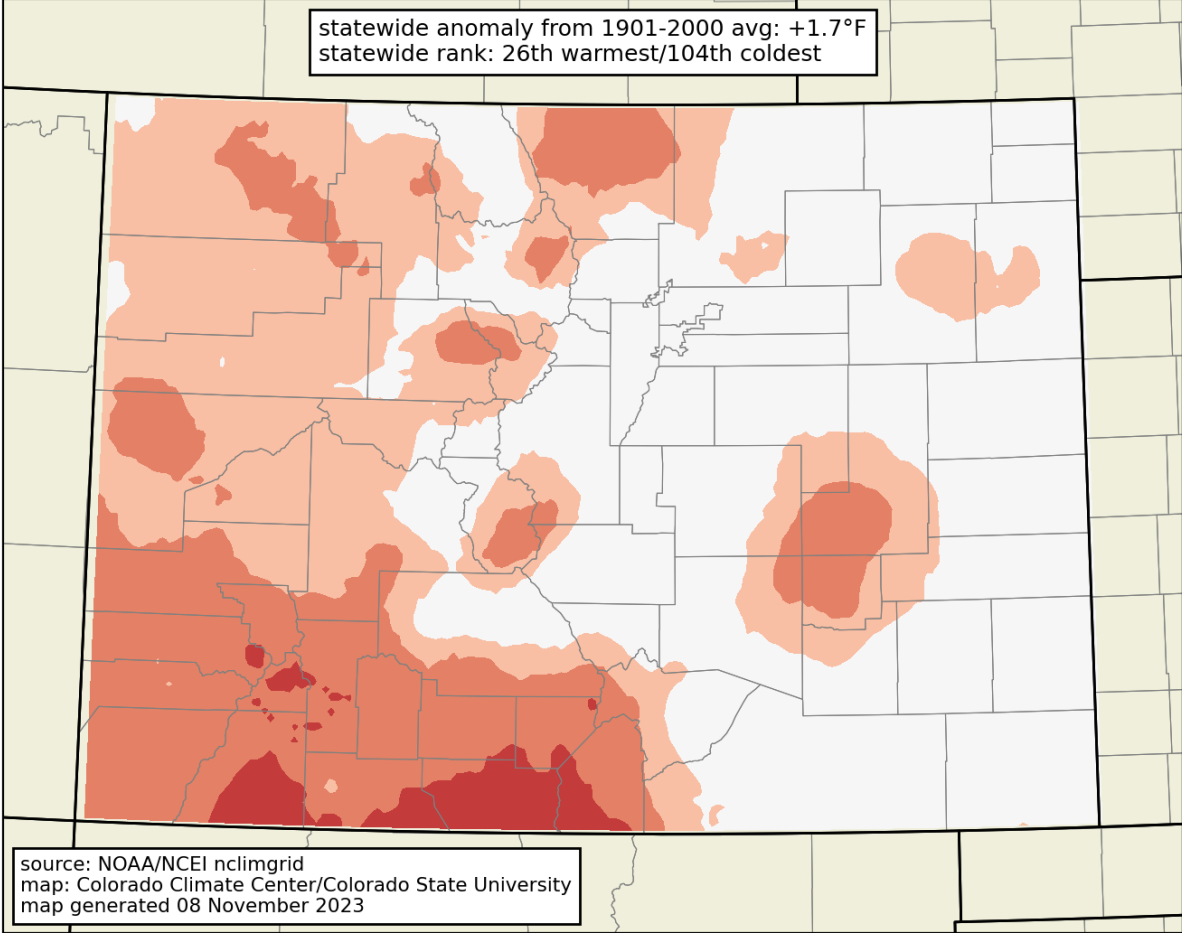 statewide anomaly from 1901-2000 avg: +1.7°F
statewide rank: 26th warmest/104th coldest
source: NOAA/NCEI nclimgrid
map: Colorado Climate Center/Colorado State University
map generated 08 November 2023